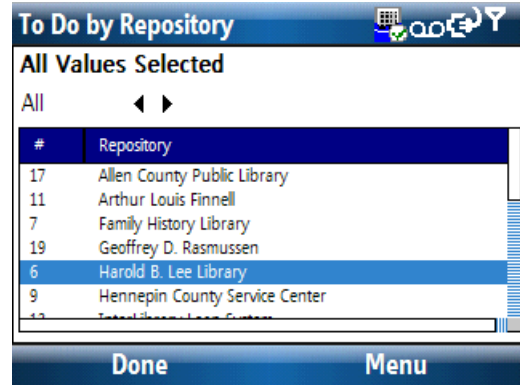 To Do by Repository
All Values Selected
All
# Repository
17 Allen County Public Library
11 Arthur Louis Finnell
7 Family History Library
19 Geoffrey D. Rasmussen
6 Harold B. Lee Library
9 Hennepin County Service Center
Done Menu